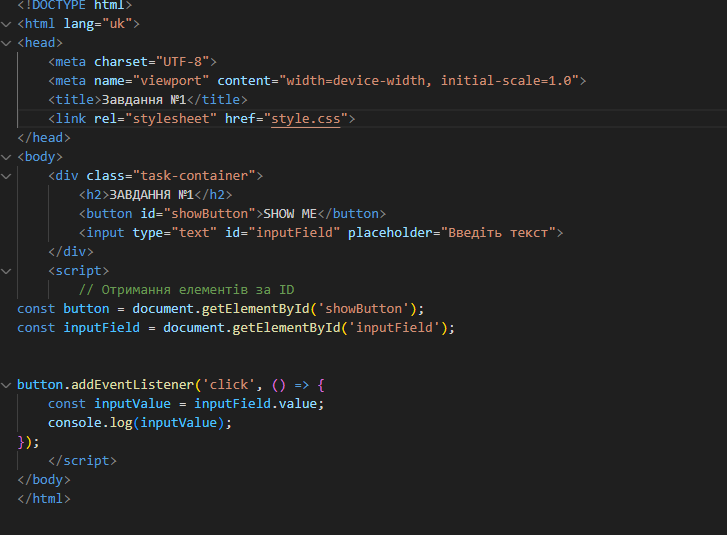 <!DOCTYPE html>
<html lang="uk">
<head>
    <meta charset="UTF-8">
    <meta name="viewport" content="width=device-width, initial-scale=1.0">
    <title>Завдання №1</title>
    <link rel="stylesheet" href="style.css">
</head>
<body>
    <div class="task-container">
        <h2>ЗАВДАННЯ №1</h2>
        <button id="showButton">SHOW ME</button>
        <input type="text" id="inputField" placeholder="Введіть текст">
    </div>
    <script>
        // Отримання елементів за ID
const button = document.getElementById('showButton');
const inputField = document.getElementById('inputField');
button.addEventListener('click', () => {
    const inputValue = inputField.value;
    console.log(inputValue);
});
    </script>
</body>
</html>